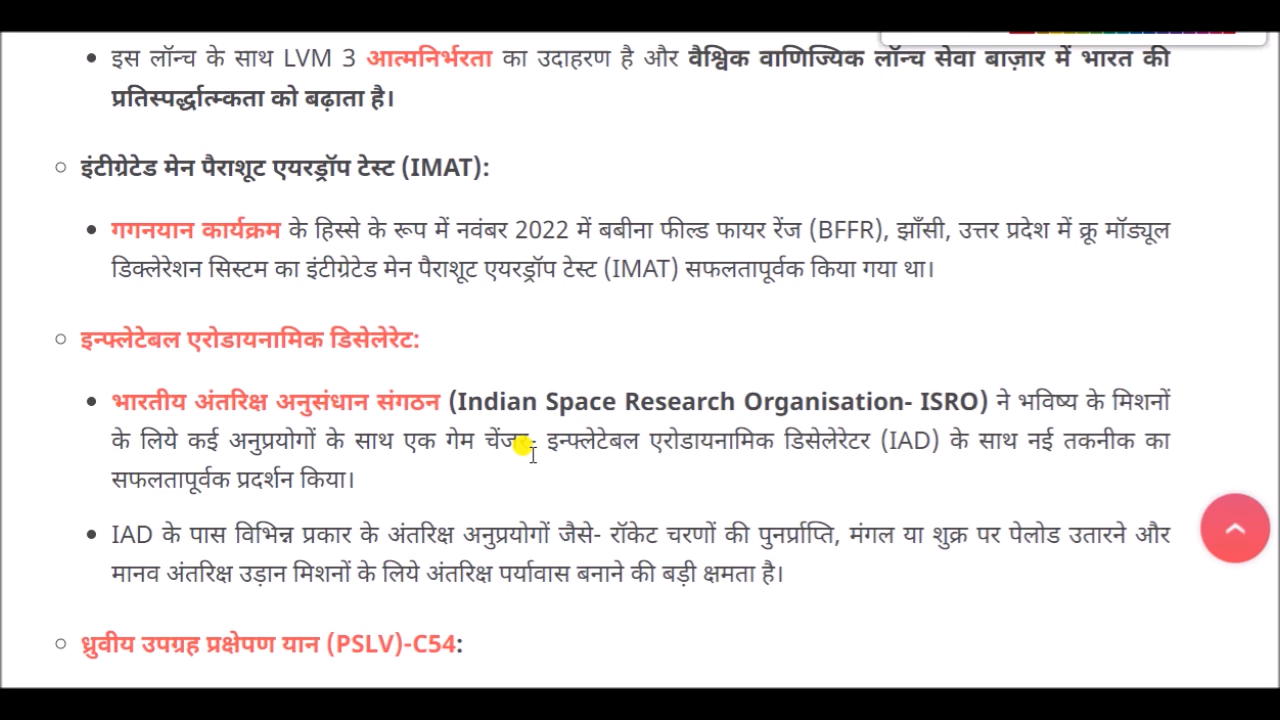 इस लॉन्च के साथ LVM 3 आत्मनिर्भरता का उदाहरण है और वैश्विक वाणिज्यिक लॉन्च सेवा बाज़ार में भारत की
प्रतिस्पर्द्धात्म्कता को बढ़ाता है।
इंटीग्रेटेड मेन पैराशूट एयरड्रॉप टेस्ट (IMAT):
गगनयान कार्यक्रम के हिस्से के रूप में नवंबर 2022 में बबीना फील्ड फायर रेंज (BFFR), झाँसी, उत्तर प्रदेश में क्रू मॉड्यूल
डिक्लेरेशन सिस्टम का इंटीग्रेटेड मेन पैराशूट एयरड्रॉप टेस्ट (IMAT) सफलतापूर्वक किया गया था।
इन्फ्लेटेबल एरोडायनामिक डिसेलेरेट:
भारतीय अंतरिक्ष अनुसंधान संगठन (Indian Space Research Organisation- ISRO) ने भविष्य के मिशनों
के लिये कई अनुप्रयोगों के साथ एक गेम चेंजर- इन्फ्लेटेबल एरोडायनामिक डिसेलेरेटर (IAD) के साथ नई तकनीक का
सफलतापूर्वक प्रदर्शन किया।
IAD के पास विभिन्न प्रकार के अंतरिक्ष अनुप्रयोगों जैसे- रॉकेट चरणों की पुनर्प्राप्ति, मंगल या शुक्र पर पेलोड उतारने और
मानव अंतरिक्ष उड़ान मिशनों के लिये अंतरिक्ष पर्यावास बनाने की बड़ी क्षमता है।
ध्रुवीय उपग्रह प्रक्षेपण यान (PSLV)-C54: